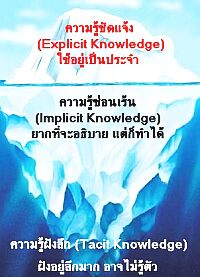 ความรู้ชัดแจ้ง
(Explicit Knowledge)
ใช้อยู่เป็นประจำ
ความรู้ซ่อนเร้น
(Implicit Knowledge)
ยากที่จะอธิบาย แต่ก็ทำได้
ความรู้ฝังลึก (Tacit Knowledge)
ฝังอยู่ลึกมาก อาจไม่รู้ตัว